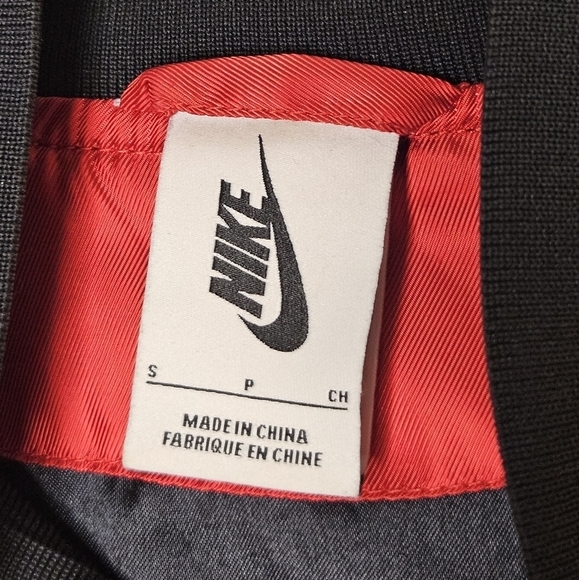 NIKE
S P CH
MADE IN CHINA
FABRIQUE EN CHINE